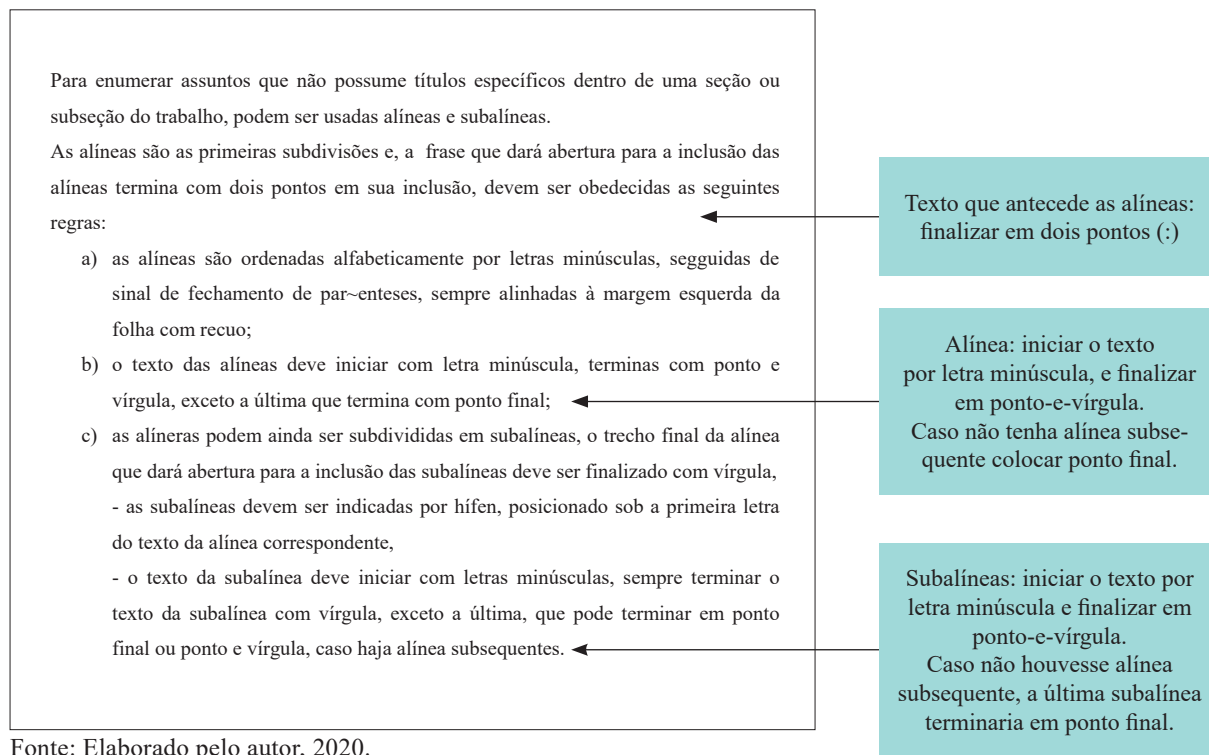 Para enumerar assuntos que não possume títulos específicos dentro de uma seção ou
subseção do trabalho, podem ser usadas alíneas e subalíneas.
As alíneas são as primeiras subdivisões e, a frase que dará abertura para a inclusão das
alíneas termina com dois pontos em sua inclusão, devem ser obedecidas as seguintes
regras:
a) as alíneas são ordenadas alfabeticamente por letras minúsculas, segguidas de
sinal de fechamento de par~enteses, sempre alinhadas à margem esquerda da
folha com recuo;
b) o texto das alíneas deve iniciar com letra minúscula, terminas com ponto e
vírgula, exceto a última que termina com ponto final;
c) as alíneras podem ainda ser subdivididas em subalíneas, o trecho final da alínea
que dará abertura para a inclusão das subalíneas deve ser finalizado com vírgula,
- as subalíneas devem ser indicadas por hífen, posicionado sob a primeira letra
do texto da alínea correspondente,
- o texto da subalínea deve iniciar com letras minúsculas, sempre terminar o
texto da subalínea com vírgula, exceto a última, que pode terminar em ponto
final ou ponto e vírgula, caso haja alínea subsequentes.
Texto que antecede as alíneas:
finalizar em dois pontos (:)
Alínea: iniciar o texto
por letra minúscula, e finalizar
em ponto-e-vírgula.
Caso não tenha alínea subse-
quente colocar ponto final.
Subalíneas: iniciar o texto por
letra minúscula e finalizar em
ponto-e-vírgula.
Caso não houvesse alínea
subsequente, a última subalínea
terminaria em ponto final.
Fonte: Elaborado pelo autor, 2020.